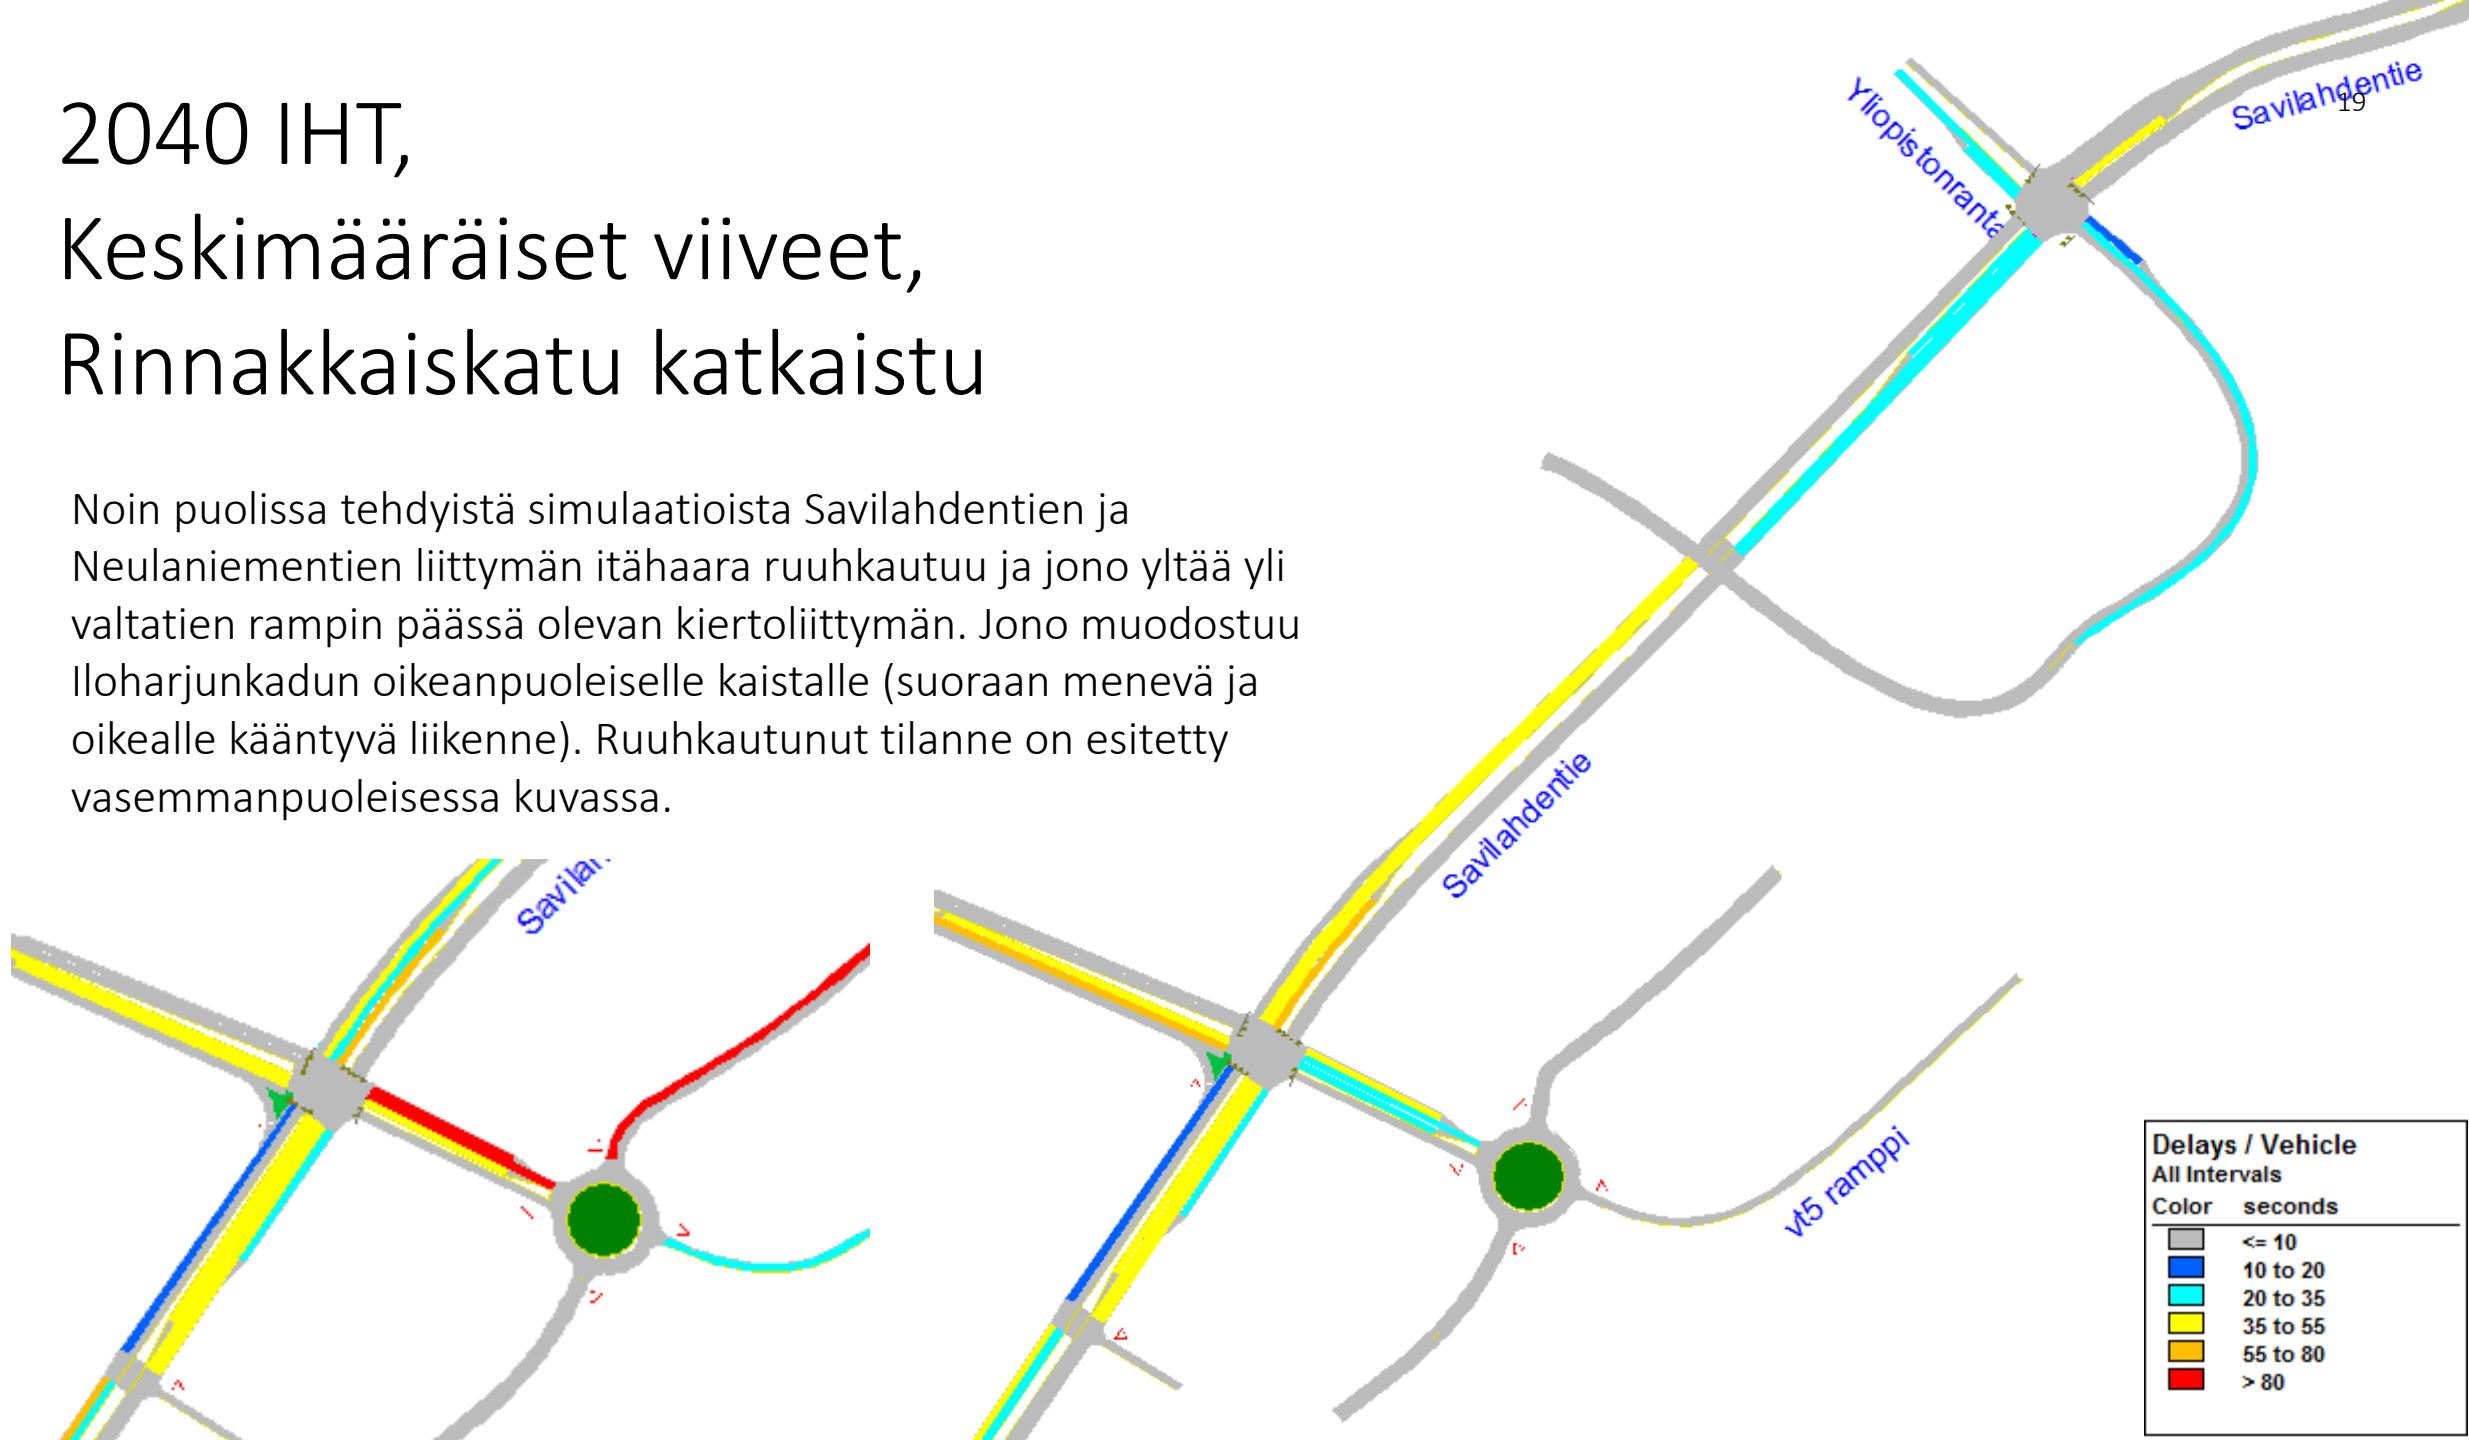 2040 IHT,
Keskimääräiset viiveet,
Rinnakkaiskatu katkaistu
19
Noin puolissa tehdyistä simulaatioista Savilahdentien ja
Neulaniementien liittymän itähaara ruuhkautuu ja jono yltää yli
valtatien rampin päässä olevan kiertoliittymän. Jono muodostuu
Iloharjunkadun oikeanpuoleiselle kaistalle (suoraan menevä ja
oikealle kääntyvä liikenne). Ruuhkautunut tilanne on esitetty
vasemmanpuoleisessa kuvassa.
Yliopistonranta
Savilahdentie
Savilahdentie
vt5 ramppi
Delays / Vehicle
All Intervals
Color seconds
<= 10
10 to 20
20 to 35
35 to 55
55 to 80
> 80